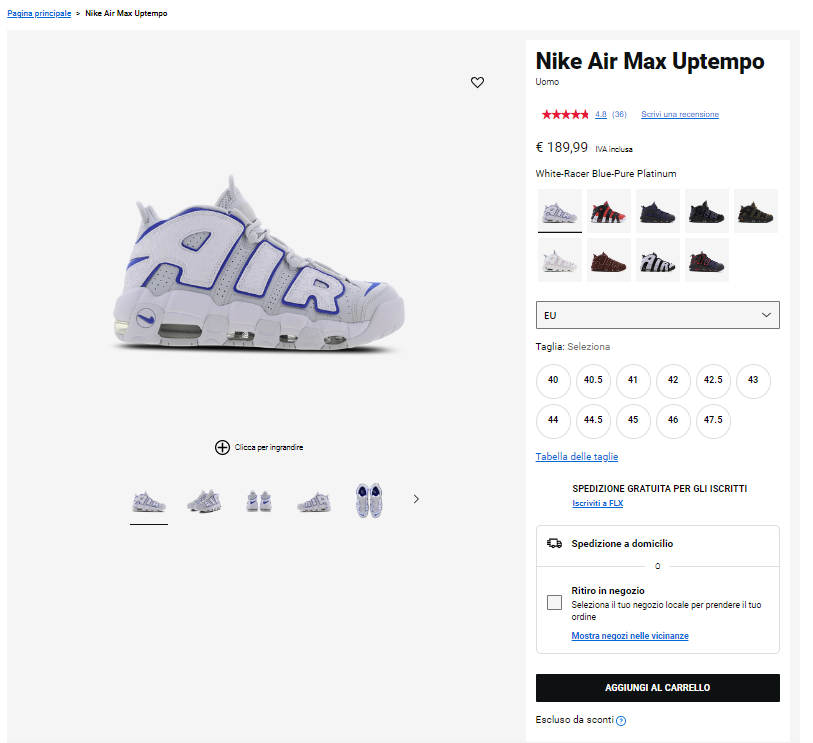 Pagina principale > Nike Air Max Uptempo
Nike Air Max Uptempo
Uomo
4.8 (36) Scrivi una recensione
€ 189,99 IVA inclusa
White-Racer Blue-Pure Platinum
AIR
EU
Taglia: Seleziona
40 40.5 41 42 42.5 43
44 44.5 45 46 47.5
Tabella delle taglie
Clicca per ingrandire
SPEDIZIONE GRATUITA PER GLI ISCRITTI
Iscriviti a FLX
Spedizione a domicilio
O
Ritiro in negozio
Seleziona il tuo negozio locale per prendere il tuo
ordine
Mostra negozi nelle vicinanze
AGGIUNGI AL CARRELLO
Escluso da sconti ?